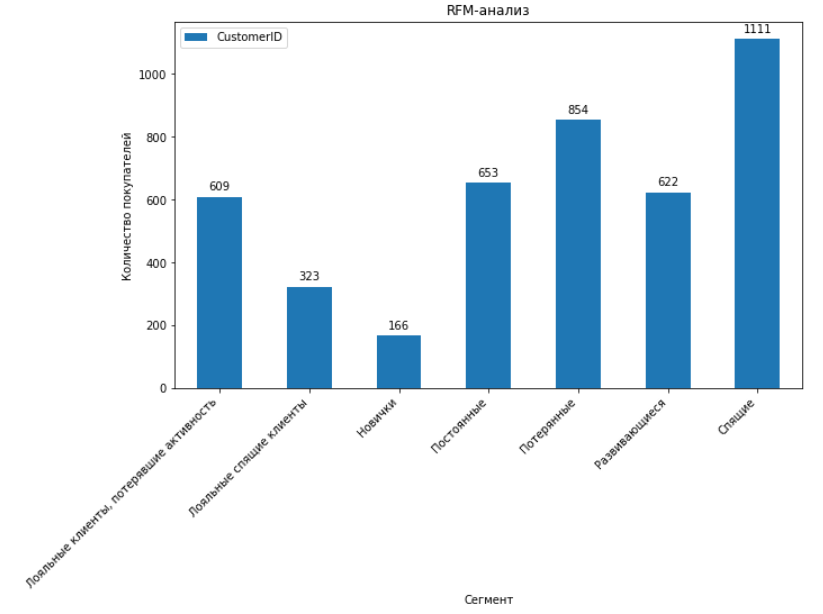 RFM-анализ
CustomerID
1111
1000
854
800
Количество покупателей
653
622
609
600
400
323
200
166
0
Лояльные клиенты, потерявшие активность
Лояльные спящие клиенты
Новички
Постоянные
Потерянные
Развивающиеся
Спящие
Сегмент